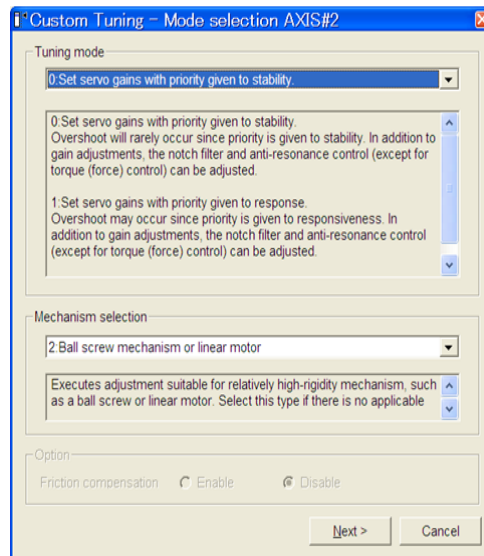 Custom Tuning - Mode selection AXIS#2
Tuning mode
0:Set servo gains with priority given to stability.
0:Set servo gains with priority given to stability.
Overshoot will rarely occur since priority is given to stability. In addition to
gain adjustments, the notch filter and anti-resonance control (except for
torque (force) control) can be adjusted.
1:Set servo gains with priority given to response.
Overshoot may occur since priority is given to responsiveness. In
addition to gain adjustments, the notch filter and anti-resonance control
(except for torque (force) control) can be adjusted.
Mechanism selection
2:Ball screw mechanism or linear motor
Executes adjustment suitable for relatively high-rigidity mechanism, such
as a ball screw or linear motor. Select this type if there is no applicable
Option
Friction compensation Enable Disable
Next > Cancel